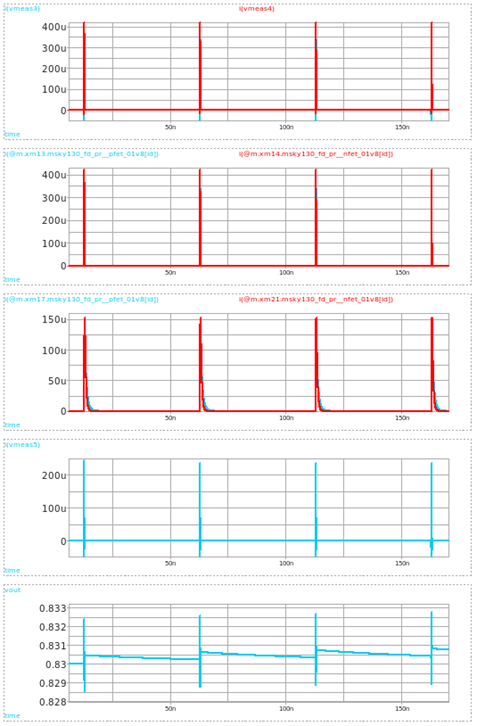 i(vmeas3) i(vmeas4)
400u
300u
200u
100u
0
50n 100n 150n
time
i(@m.xm13.msky130_fd_pr__pfet_01v8[id]) i(@m.xm14.msky130_fd_pr__nfet_01v8[id])
400u
300u
200u
100u
0
50n 100n 150n
time
i(@m.xm17.msky130_fd_pr__pfet_01v8[id]) i(@m.xm21.msky130_fd_pr__nfet_01v8[id])
150u
100u
50u
0
50n 100n 150n
time
i(vmeas5)
200u
100u
0
50n 100n 150n
time
vout
0.833
0.832
0.831
0.83
0.829
0.828
50n 100n 150n
time